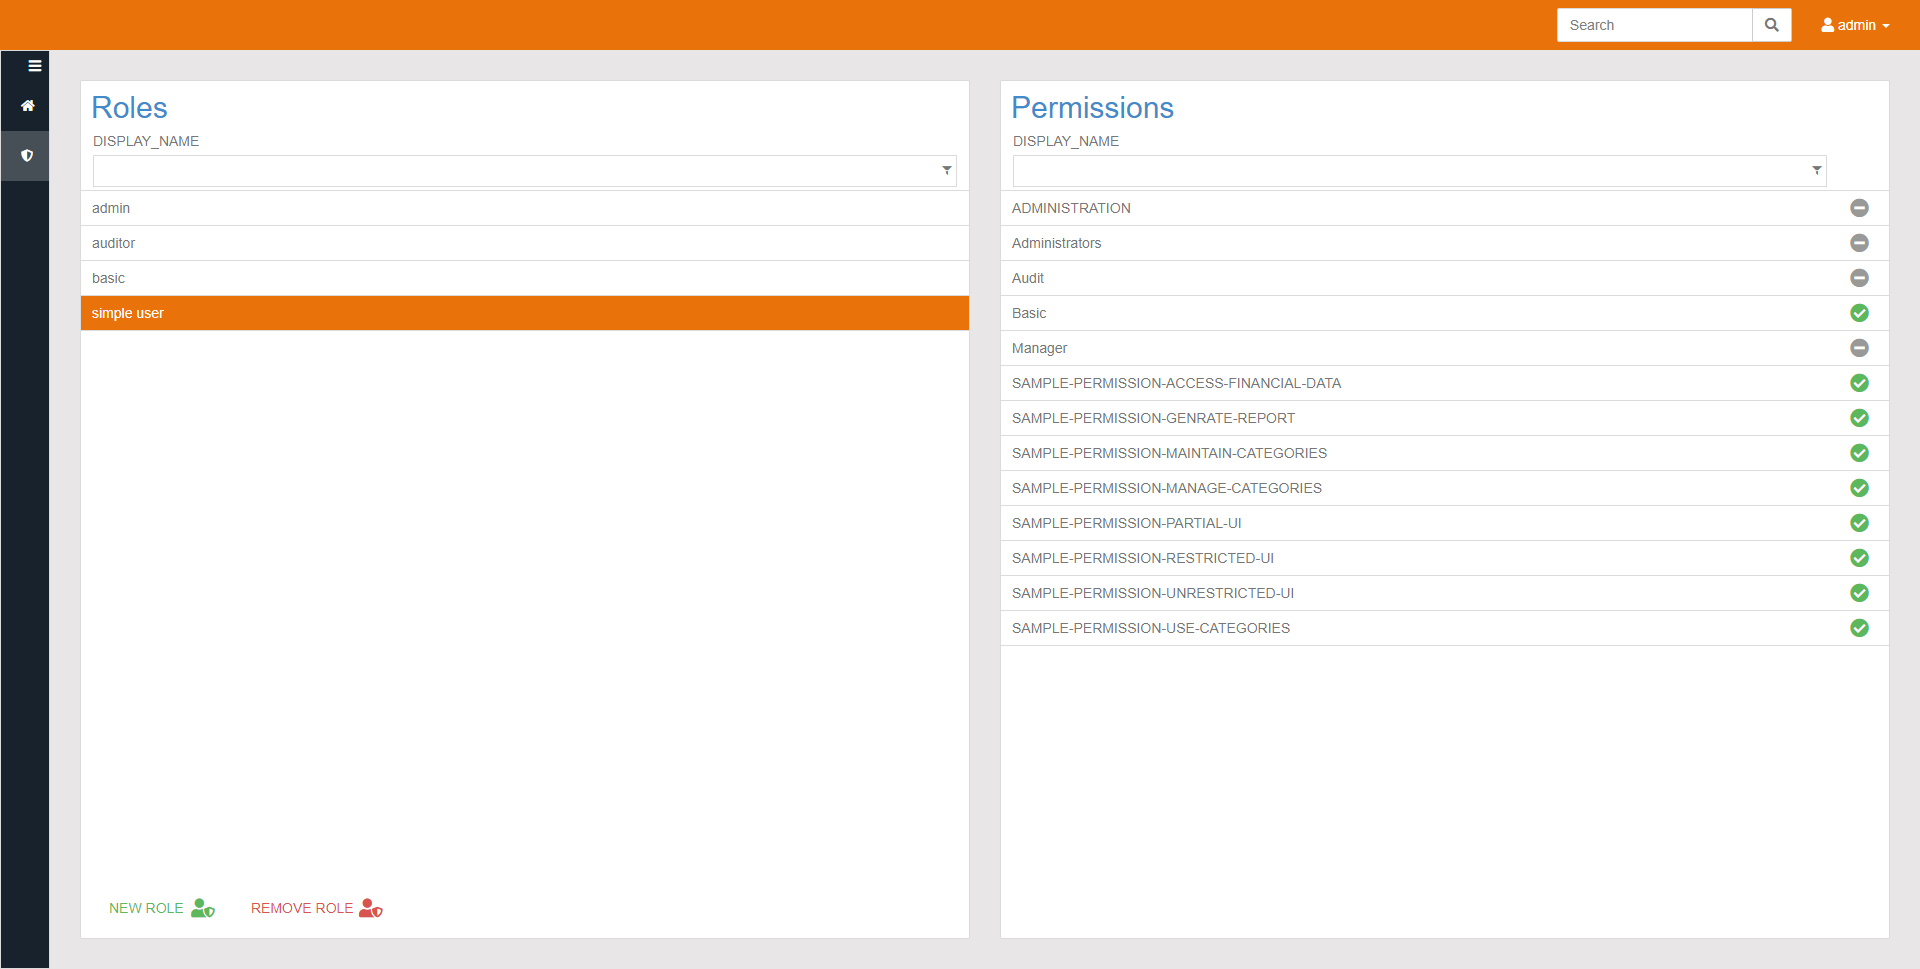 Search
admin
Roles
DISPLAY_NAME
admin
auditor
basic
simple user
NEW ROLE
REMOVE ROLE
Permissions
DISPLAY_NAME
ADMINISTRATION
Administrators
Audit
Basic
Manager
SAMPLE-PERMISSION-ACCESS-FINANCIAL-DATA
SAMPLE-PERMISSION-GENRATE-REPORT
SAMPLE-PERMISSION-MAINTAIN-CATEGORIES
SAMPLE-PERMISSION-MANAGE-CATEGORIES
SAMPLE-PERMISSION-PARTIAL-UI
SAMPLE-PERMISSION-RESTRICTED-UI
SAMPLE-PERMISSION-UNRESTRICTED-UI
SAMPLE-PERMISSION-USE-CATEGORIES